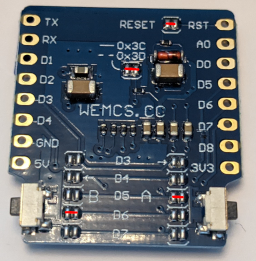 TX RESET RST
RX 0x3C A0
D1 0x3D D0
D2 D5
D3 D6
WEMCS.CC
D4 D7
GND D8
5V D3 3V3
D4
B D5 A
D6
D7